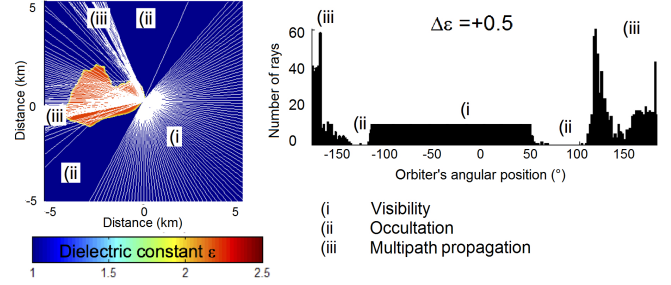 (iii
(ii
(iii
(i
(ii
5
0
-5
Distance (km)
-5
0
5
Distance (km)
Dielectric constant ε
1
1.5
2
2.5
(iii
Δε =+0.5
(iii
(ii
(i
(ii
60
40
20
0
Number of rays
-150
-100
-50
0
50
100
150
Orbiter's angular position (°)
(i Visibility
(ii Occultation
(iii Multipath propagation